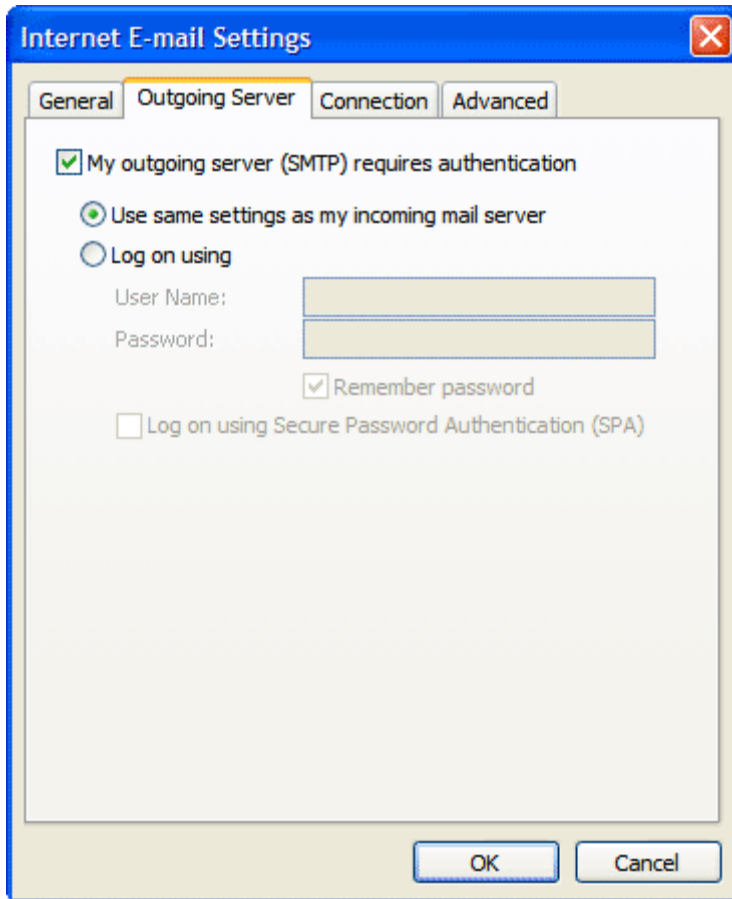 Internet E-mail Settings
General Outgoing Server Connection Advanced
My outgoing server (SMTP) requires authentication
Use same settings as my incoming mail server
Log on using
User Name:
Password:
Remember password
Log on using Secure Password Authentication (SPA)
OK Cancel